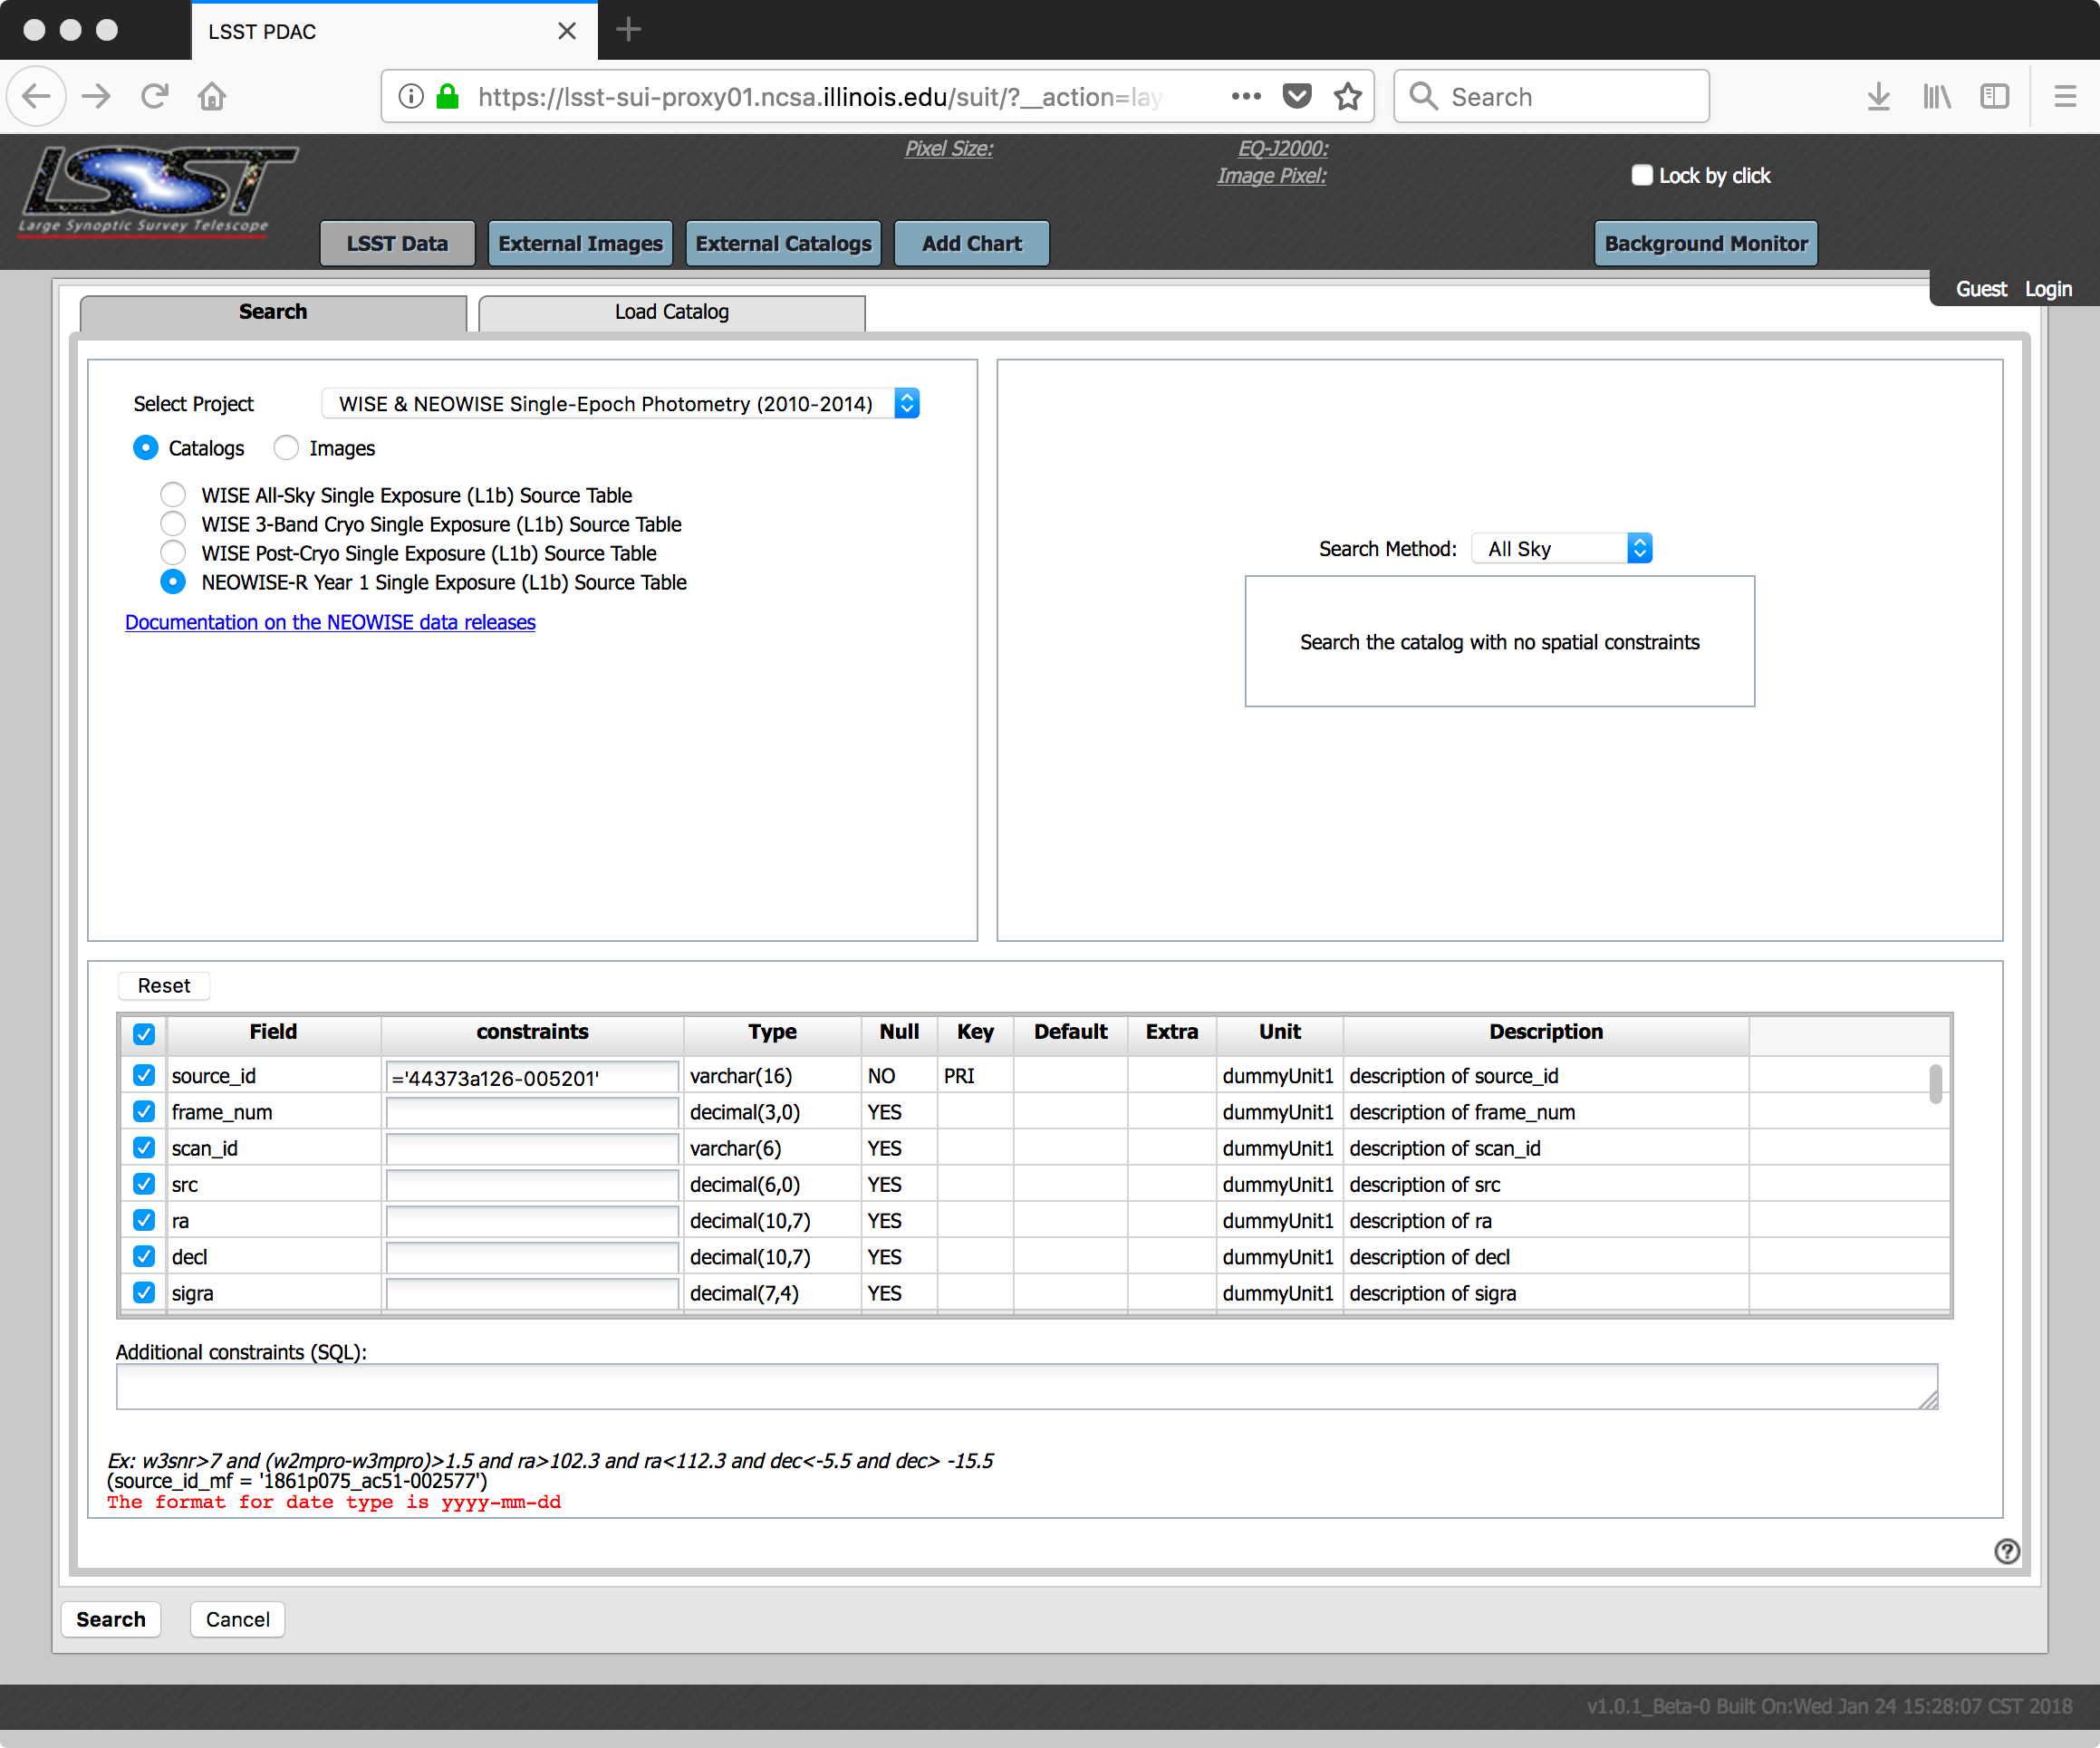 LSST PDAC
https://lsst-sui-proxy01.ncsa.illinois.edu/suit/?__action=lay
Search
Pixel Size:
EQ-J2000:
Image Pixel:
Lock by click
LSST
Large Synoptic Survey Telescope
LSST Data External Images External Catalogs Add Chart Background Monitor
Guest Login
Search Load Catalog
Select Project WISE & NEOWISE Single-Epoch Photometry (2010-2014)
Catalogs Images
WISE All-Sky Single Exposure (L1b) Source Table
WISE 3-Band Cryo Single Exposure (L1b) Source Table
WISE Post-Cryo Single Exposure (L1b) Source Table
NEOWISE-R Year 1 Single Exposure (L1b) Source Table
Documentation on the NEOWISE data releases
Search Method: All Sky
Search the catalog with no spatial constraints
Reset
Field constraints Type Null Key Default Extra Unit Description
source_id ='44373a126-005201' varchar(16) NO PRI dummyUnit1 description of source_id
frame_num decimal(3,0) YES dummyUnit1 description of frame_num
scan_id varchar(6) YES dummyUnit1 description of scan_id
src decimal(6,0) YES dummyUnit1 description of src
ra decimal(10,7) YES dummyUnit1 description of ra
decl decimal(10,7) YES dummyUnit1 description of decl
sigra decimal(7,4) YES dummyUnit1 description of sigra
Additional constraints (SQL):
Ex: w3snr>7 and (w2mpro-w3mpro)>1.5 and ra>102.3 and ra<112.3 and dec<-5.5 and dec> -15.5
(source_id_mf = '1861p075_ac51-002577')
The format for date type is yyyy-mm-dd
Search Cancel
v1.0.1_Beta-0 Built On:Wed Jan 24 15:28:07 CST 2018